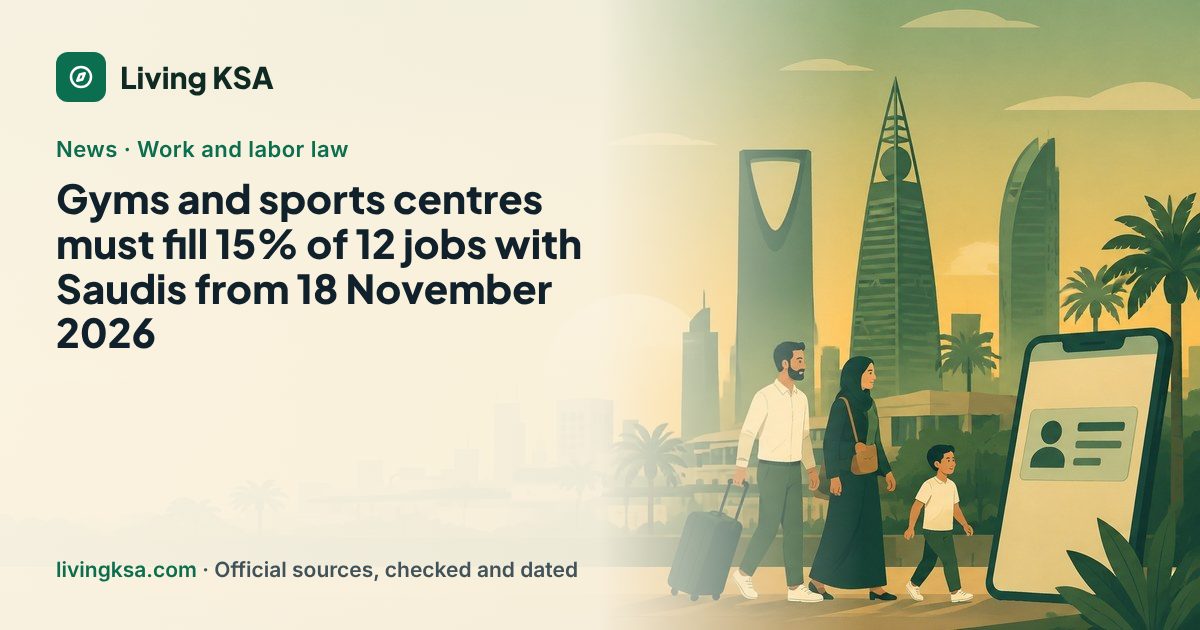 Living KSA
News · Work and labor law
Gyms and sports centres
must fill 15% of 12 jobs with
Saudis from 18 November
2026
livingksa.com · Official sources, checked and dated